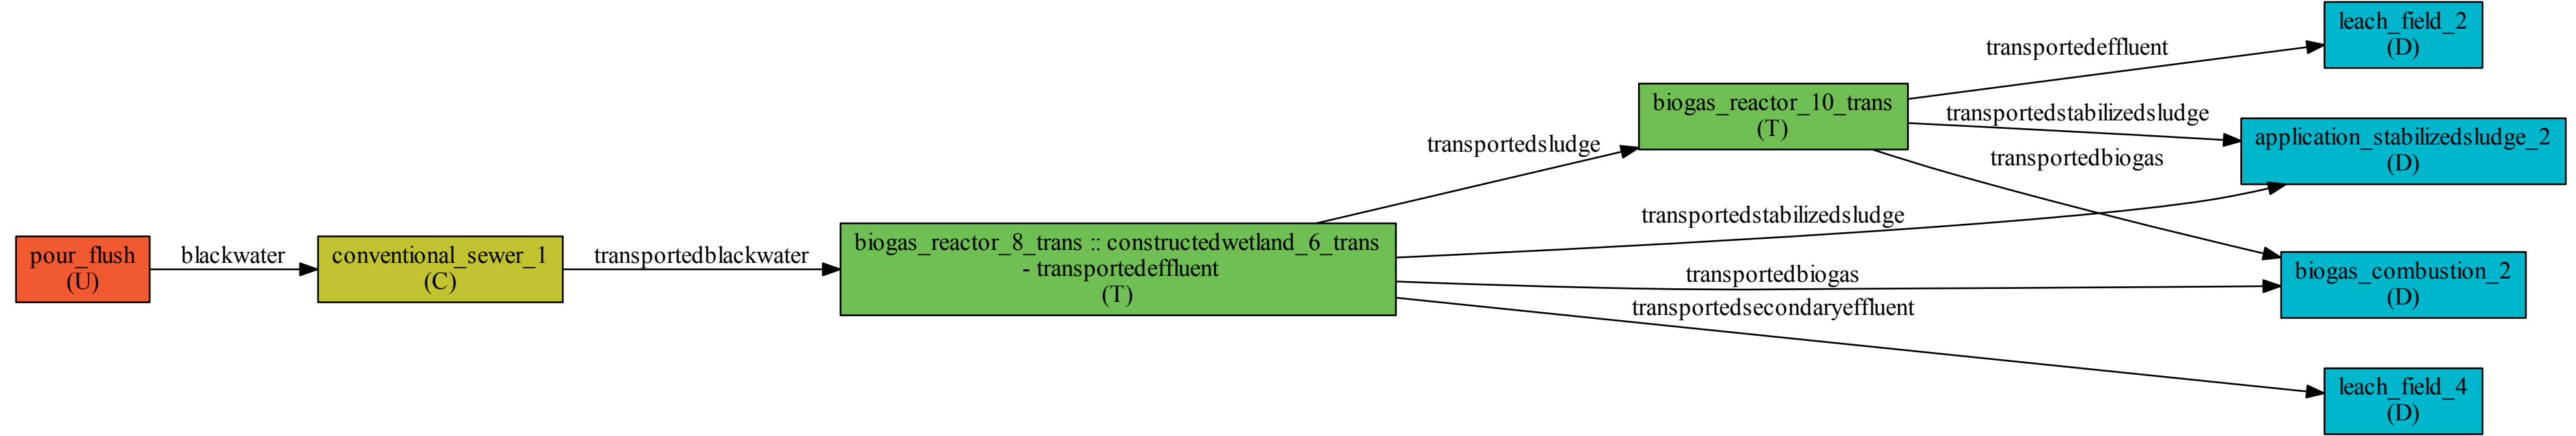 pour_flush
(U)
blackwater
conventional_sewer_1
(C)
transportedblackwater
biogas_reactor_8_trans :: constructedwetland_6_trans
- transportedeffluent
(T)
transportedsludge
biogas_reactor_10_trans
(T)
transportedeffluent
transportedstabilizedsludge
transportedbiogas
transportedstabilizedsludge
transportedbiogas
transportedsecondaryeffluent
leach_field_2
(D)
application_stabilizedsludge_2
(D)
biogas_combustion_2
(D)
leach_field_4
(D)